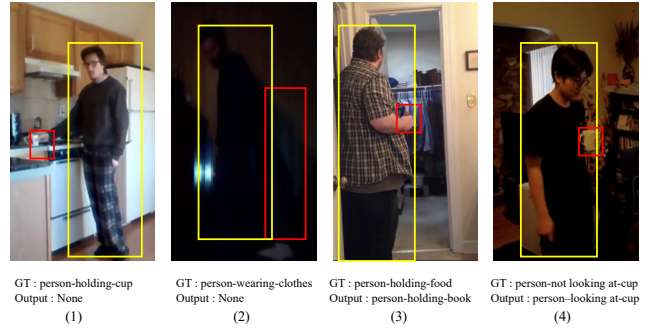 GT : person-holding-cup
Output : None
(1)
GT : person-wearing-clothes
Output : None
(2)
GT : person-holding-food
Output : person-holding-book
(3)
GT : person-not looking at-cup
Output : person–looking at-cup
(4)